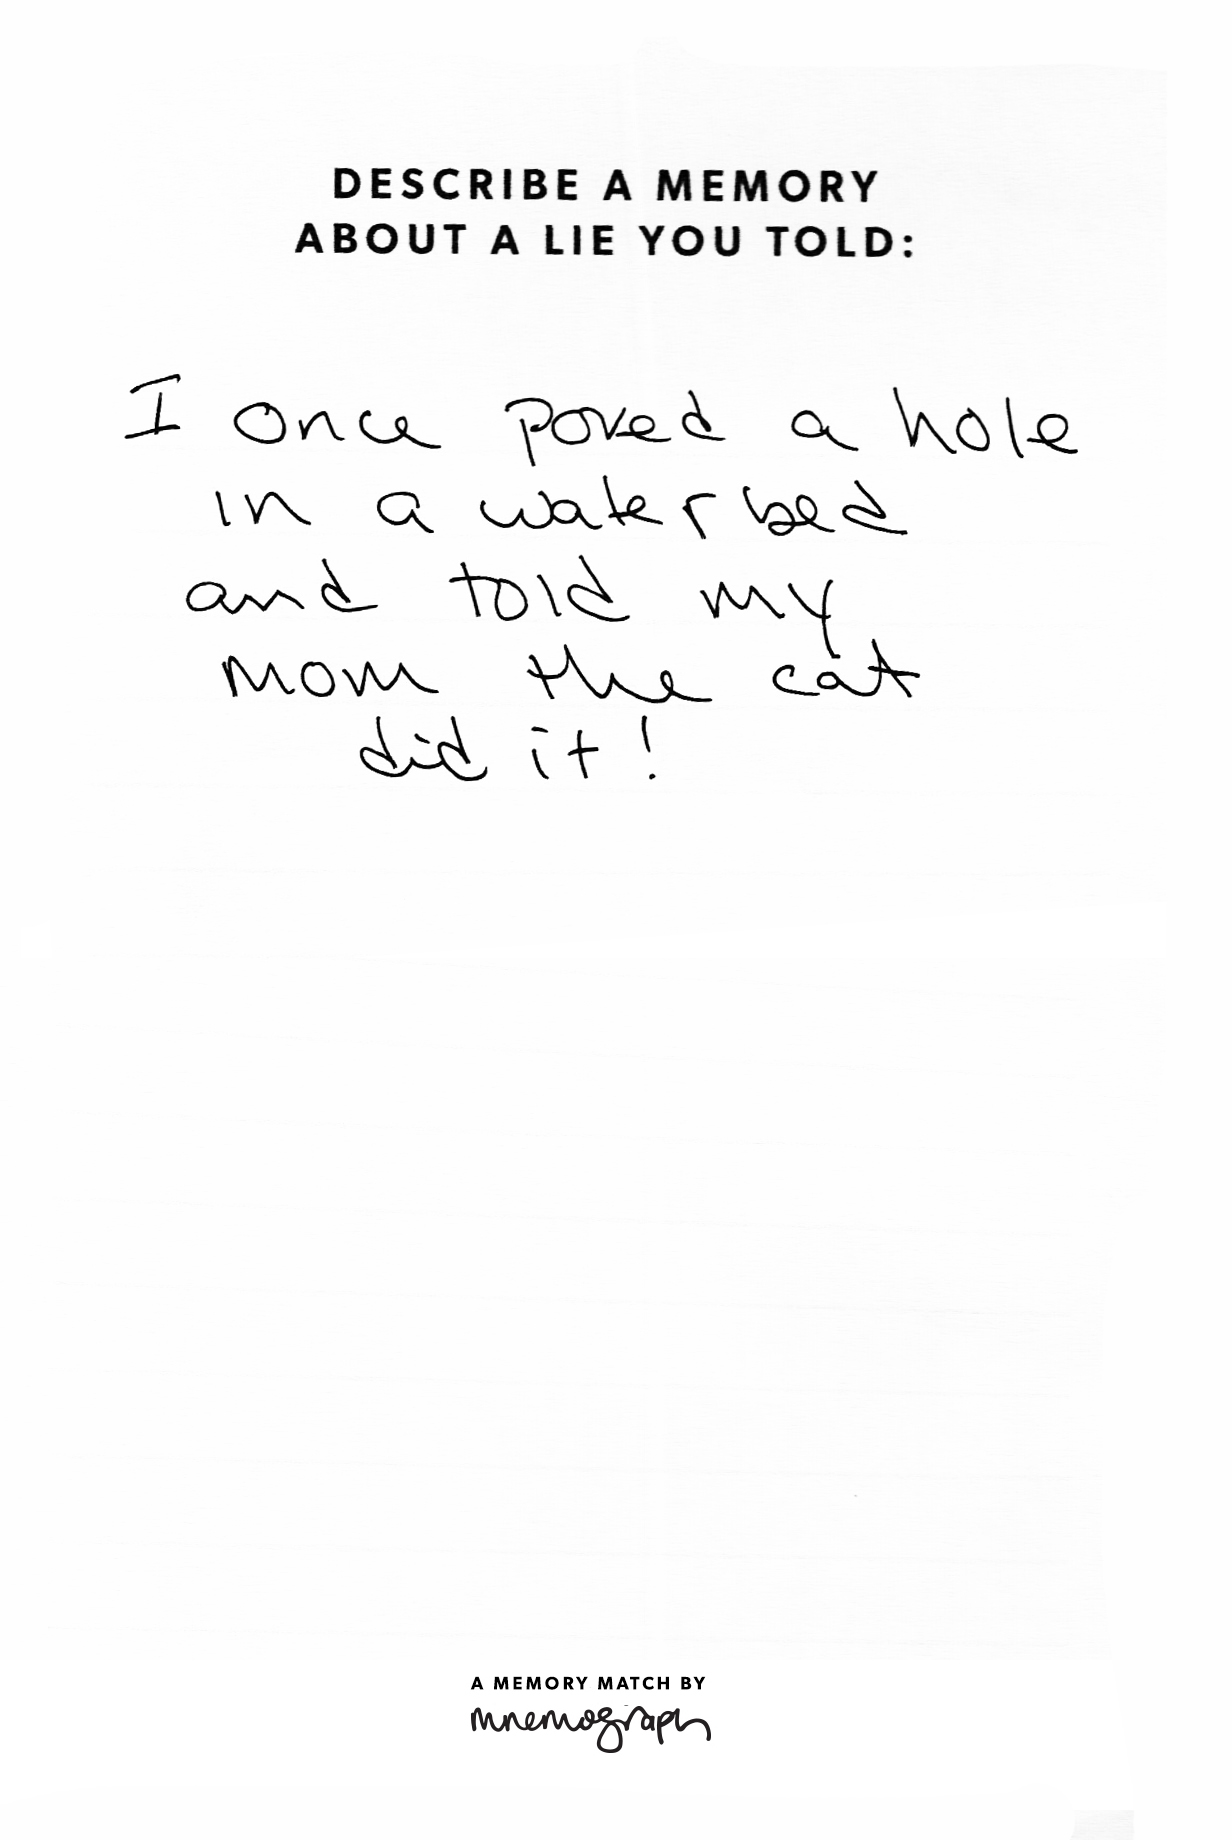 DESCRIBE A MEMORY
ABOUT A LIE YOU TOLD:
I once poked a hole
in a waterbed
and told my
mom the cat
did it!
A MEMORY MATCH BY
mnemograph